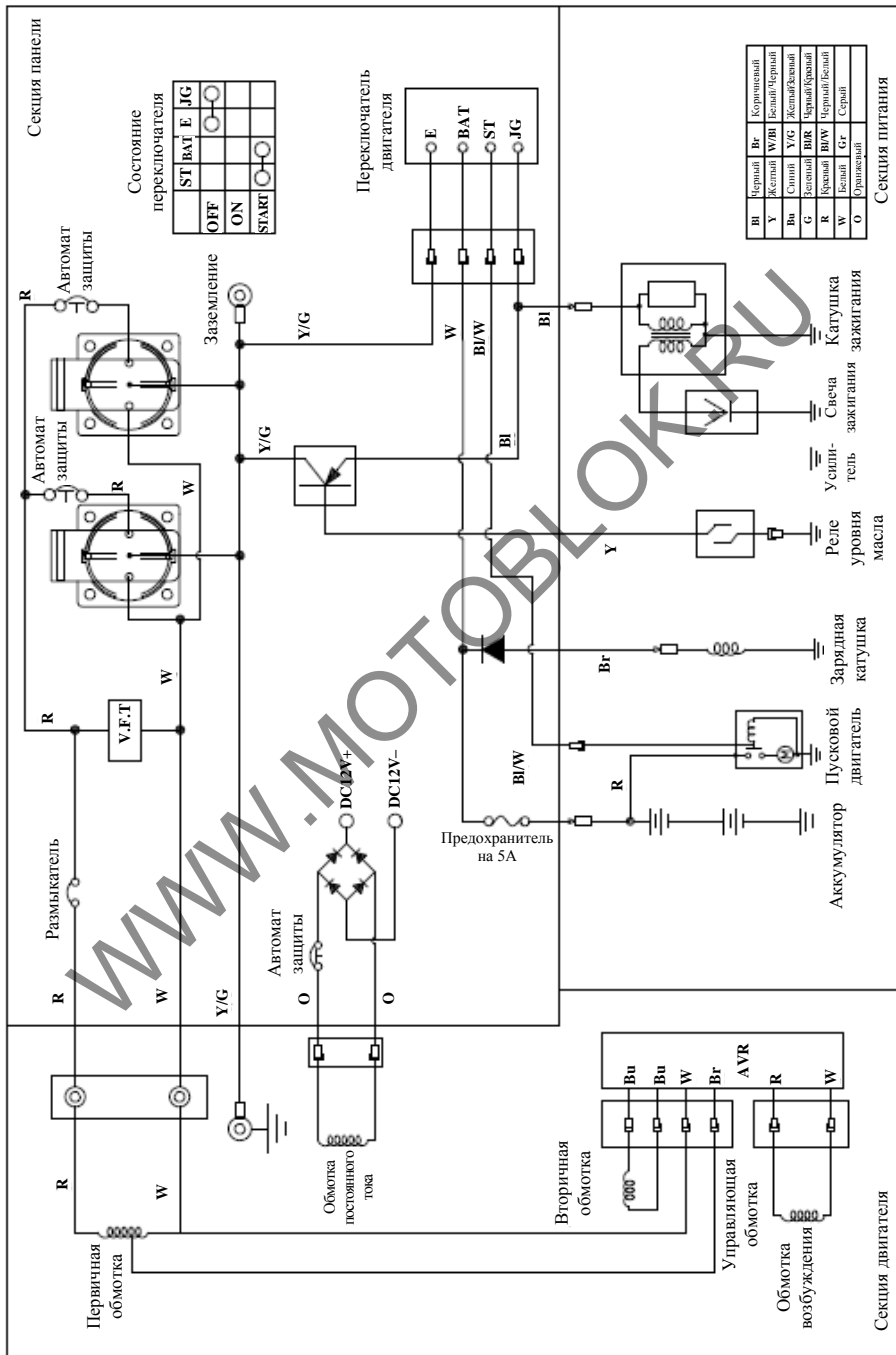 Секция панели
Состояние
переключателя
ST BAT E JG
OFF
ON
START
R
Автомат
защиты
Автомат
защиты
R
W
Заземление
Переключатель
двигателя
E
BAT
ST
JG
Y/G
W
Bl/W
Bl
Y/G
Bl
R
V.F.T
W
Размыкатель
R
W
Y/G
DC12V+
DC12V−
Автомат
защиты
O
O
Предохранитель
на 5А
Bl/W
R
Br
Y
Bl Черный Br Коричневый
Y Желтый W/Bl Белый/Черный
Bu Синий Y/G Желтый/Зеленый
G Зеленый Bl/R Черный/Красный
R Красный Bl/W Черный/Белый
W Белый Gr Серый
O Оранжевый
Секция питания
Катушка
зажигания
Свеча
зажигания
Усили-
тель
Реле
уровня
масла
Зарядная
катушка
M
Пусковой
двигатель
Аккумулятор
R
W
Первичная
обмотка
Обмотка
постоянного
тока
Вторичная
обмотка
Управляющая
обмотка
Обмотка
возбуждения
Bu
Bu
W
Br
AVR
R
W
Секция двигателя
WWW.MOTOBLOK.RU